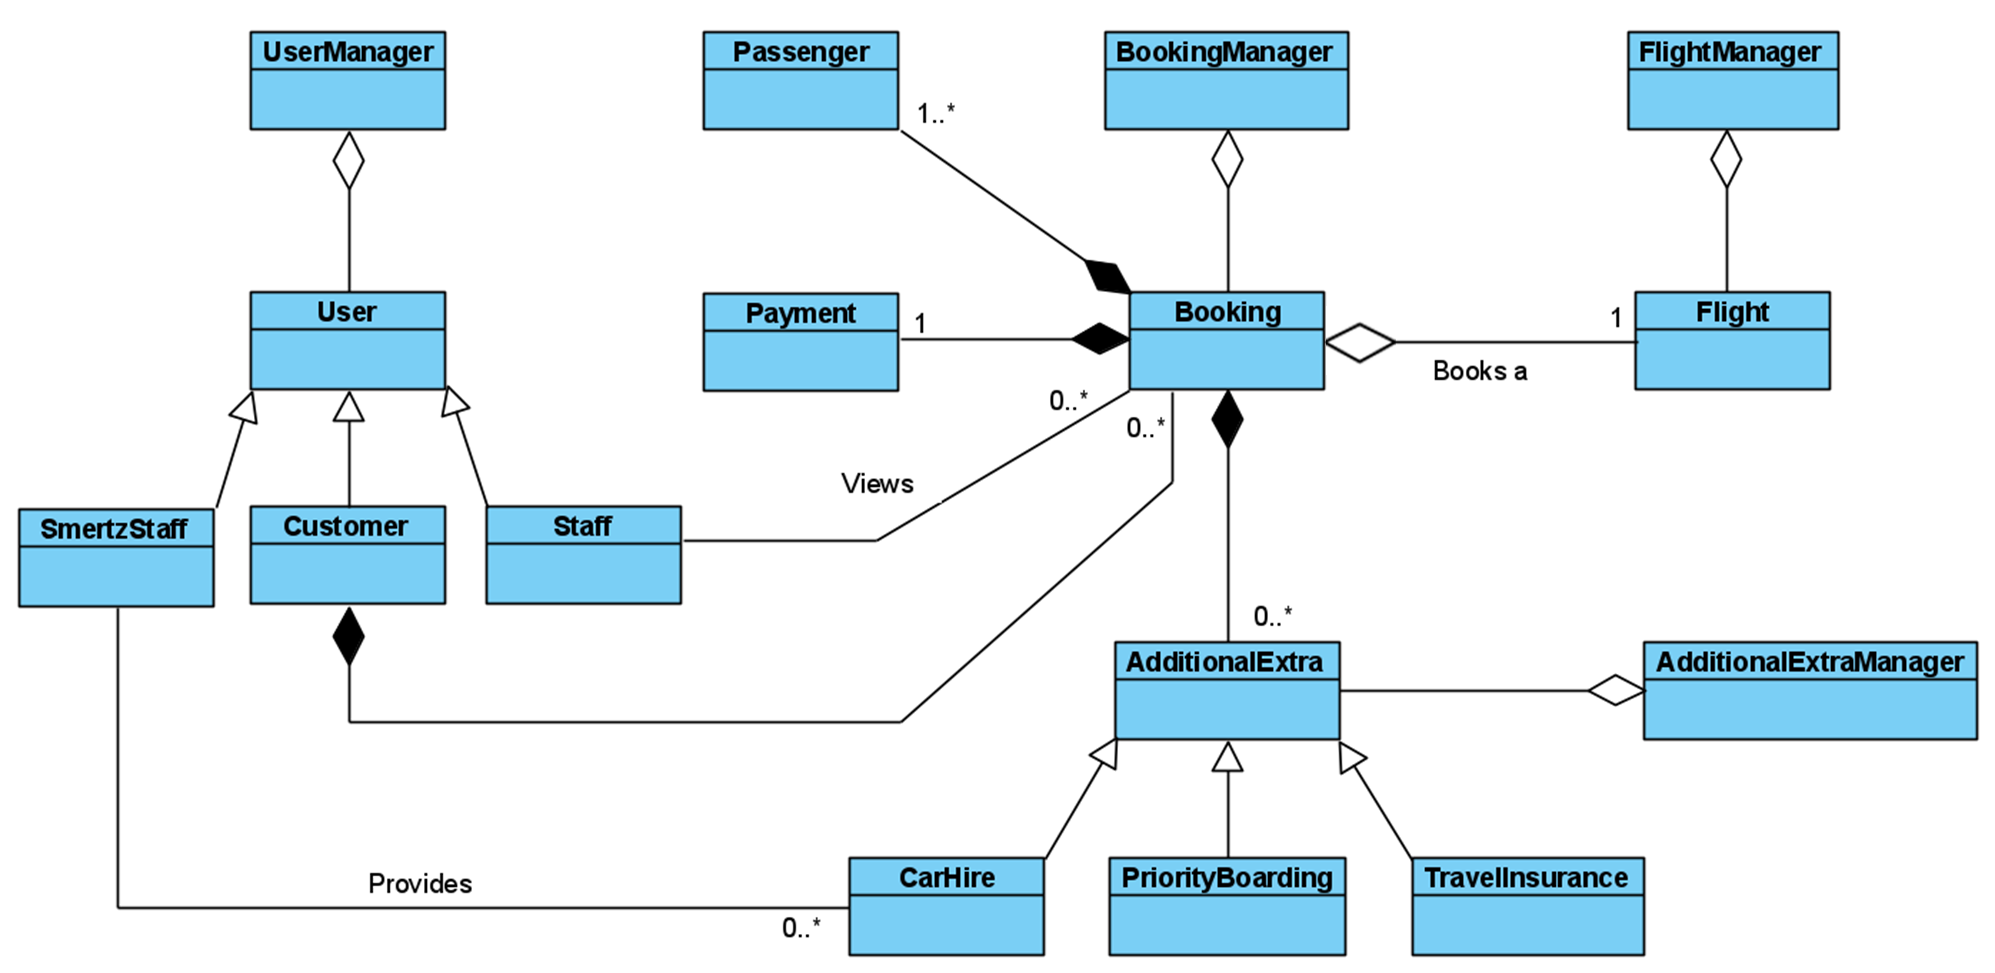 UserManager
Passenger
BookingManager
FlightManager
1..*
User
Payment
1
Booking
1
Flight
Books a
0..*
0..*
Views
SmertzStaff
Customer
Staff
0..*
AdditionalExtra
AdditionalExtraManager
Provides
0..*
CarHire
PriorityBoarding
TravelInsurance